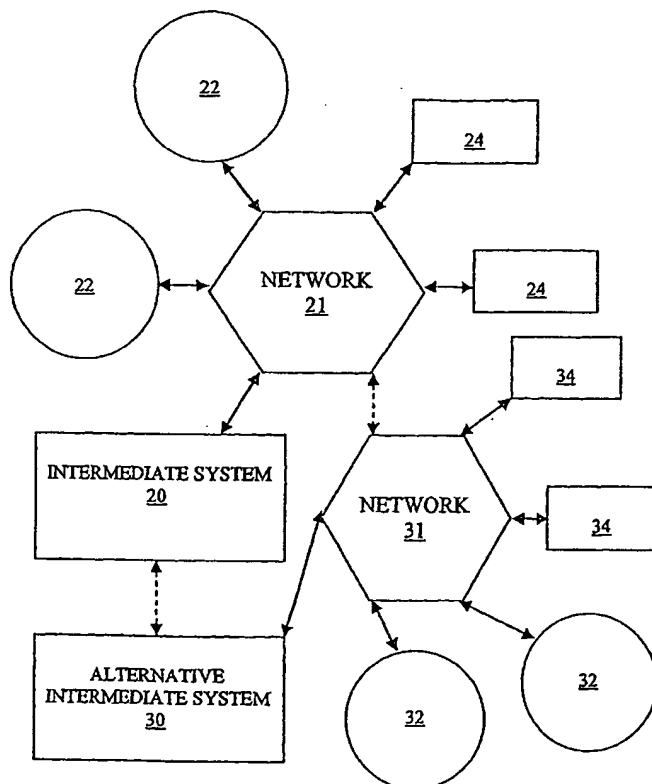 22
24
22
NETWORK
21
24
34
INTERMEDIATE SYSTEM
20
NETWORK
31
34
ALTERNATIVE
INTERMEDIATE SYSTEM
30
32
32